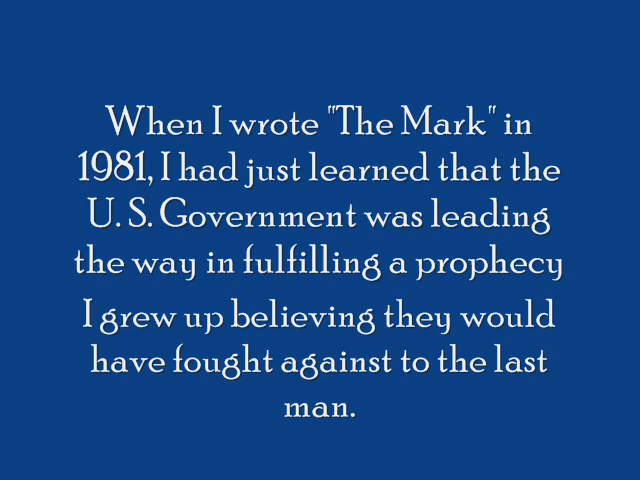 When I wrote "The Mark" in
1981, I had just learned that the
U. S. Government was leading
the way in fulfilling a prophecy
I grew up believing they would
have fought against to the last
man.